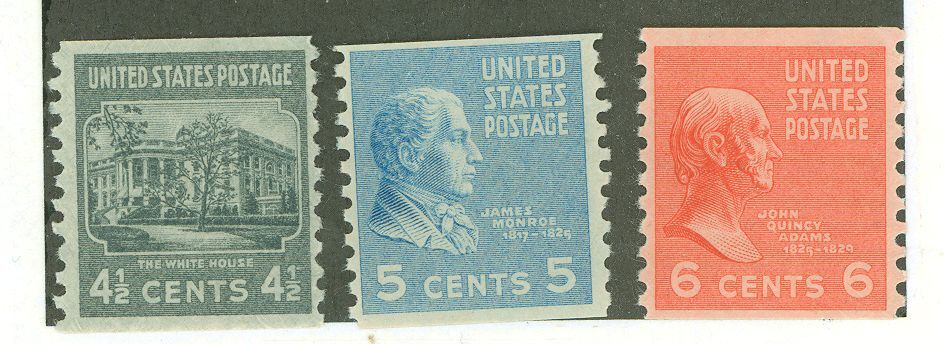 UNITED STATES POSTAGE
THE WHITE HOUSE
4½ CENTS 4½
UNITED
STATES
POSTAGE
JAMES
MONROE
1817–1825
5 CENTS 5
UNITED
STATES
POSTAGE
JOHN
QUINCY
ADAMS
1825–1829
6 CENTS 6